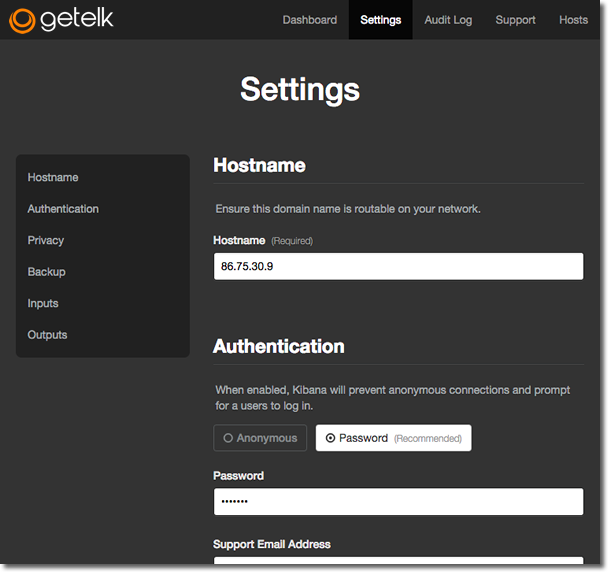 getelk
Dashboard Settings Audit Log Support Hosts
Settings
Hostname
Authentication
Privacy
Backup
Inputs
Outputs
Hostname
Ensure this domain name is routable on your network.
Hostname (Required)
86.75.30.9
Authentication
When enabled, Kibana will prevent anonymous connections and prompt
for a users to log in.
Anonymous Password (Recommended)
Password
•••••••
Support Email Address